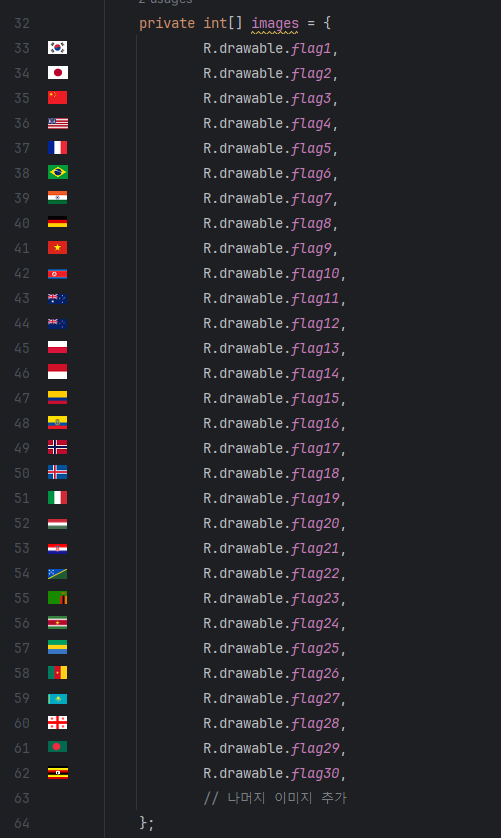 2 usages
32 private int[] images = {
33 R.drawable.flag1,
34 R.drawable.flag2,
35 R.drawable.flag3,
36 R.drawable.flag4,
37 R.drawable.flag5,
38 R.drawable.flag6,
39 R.drawable.flag7,
40 R.drawable.flag8,
41 R.drawable.flag9,
42 R.drawable.flag10,
43 R.drawable.flag11,
44 R.drawable.flag12,
45 R.drawable.flag13,
46 R.drawable.flag14,
47 R.drawable.flag15,
48 R.drawable.flag16,
49 R.drawable.flag17,
50 R.drawable.flag18,
51 R.drawable.flag19,
52 R.drawable.flag20,
53 R.drawable.flag21,
54 R.drawable.flag22,
55 R.drawable.flag23,
56 R.drawable.flag24,
57 R.drawable.flag25,
58 R.drawable.flag26,
59 R.drawable.flag27,
60 R.drawable.flag28,
61 R.drawable.flag29,
62 R.drawable.flag30,
63 // 나머지 이미지 추가
64 };